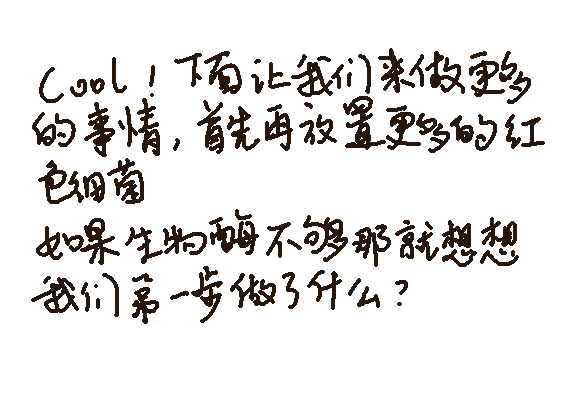 Cool！下面让我们来做更多
的事情，首先再放置更多的红
色细菌
如果生物酶不够那就想想
我们第一步做了什么？